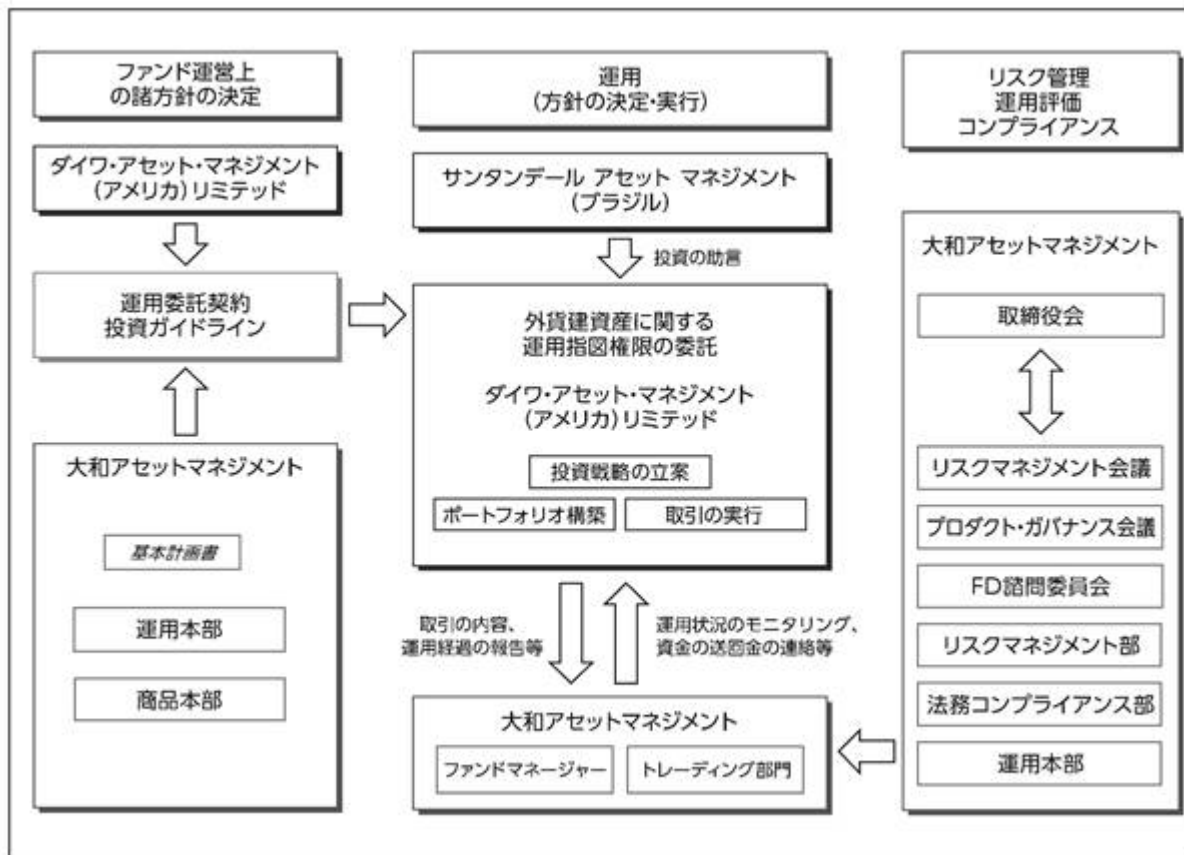 ファンド運営上
の諸方針の決定
ダイワ・アセット・マネジメント
(アメリカ)リミテッド
運用委託契約
投資ガイドライン
大和アセットマネジメント
基本計画書
運用本部
商品本部
運用
(方針の決定・実行)
サンタンデール アセット マネジメント
(ブラジル)
投資の助言
外貨建資産に関する
運用指図権限の委託
ダイワ・アセット・マネジメント
(アメリカ)リミテッド
投資戦略の立案
ポートフォリオ構築
取引の実行
取引の内容、
運用経過の報告等
運用状況のモニタリング、
資金の送回金の連絡等
大和アセットマネジメント
ファンドマネージャー
トレーディング部門
リスク管理
運用評価
コンプライアンス
大和アセットマネジメント
取締役会
リスクマネジメント会議
プロダクト・ガバナンス会議
FD諮問委員会
リスクマネジメント部
法務コンプライアンス部
運用本部